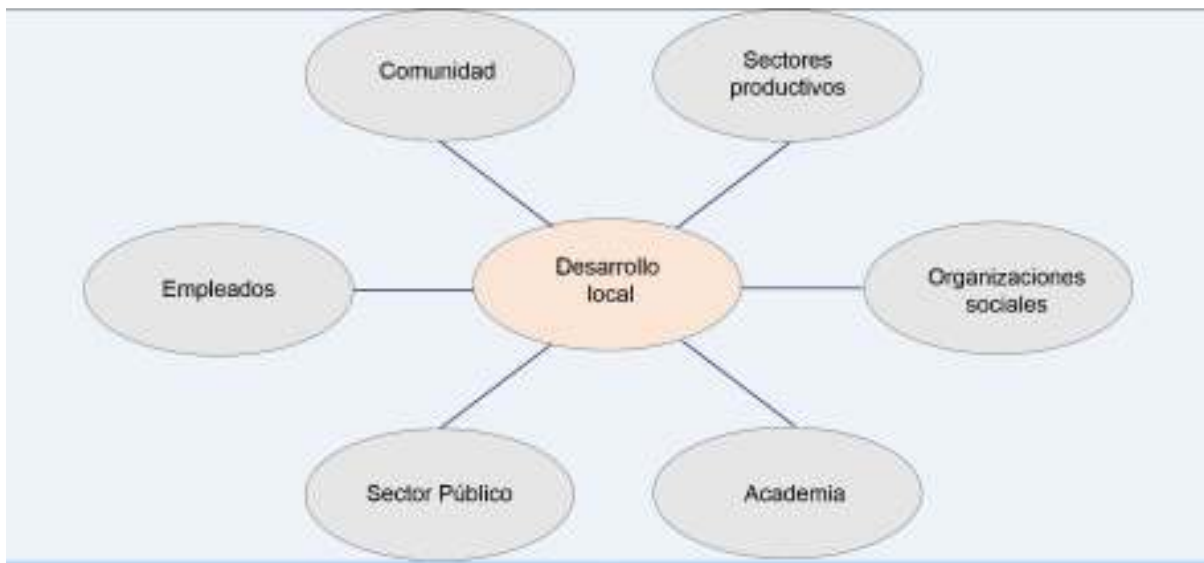 Comunidad
Sectores
productivos
Empleados
Desarrollo
local
Organizaciones
sociales
Sector Público
Academia